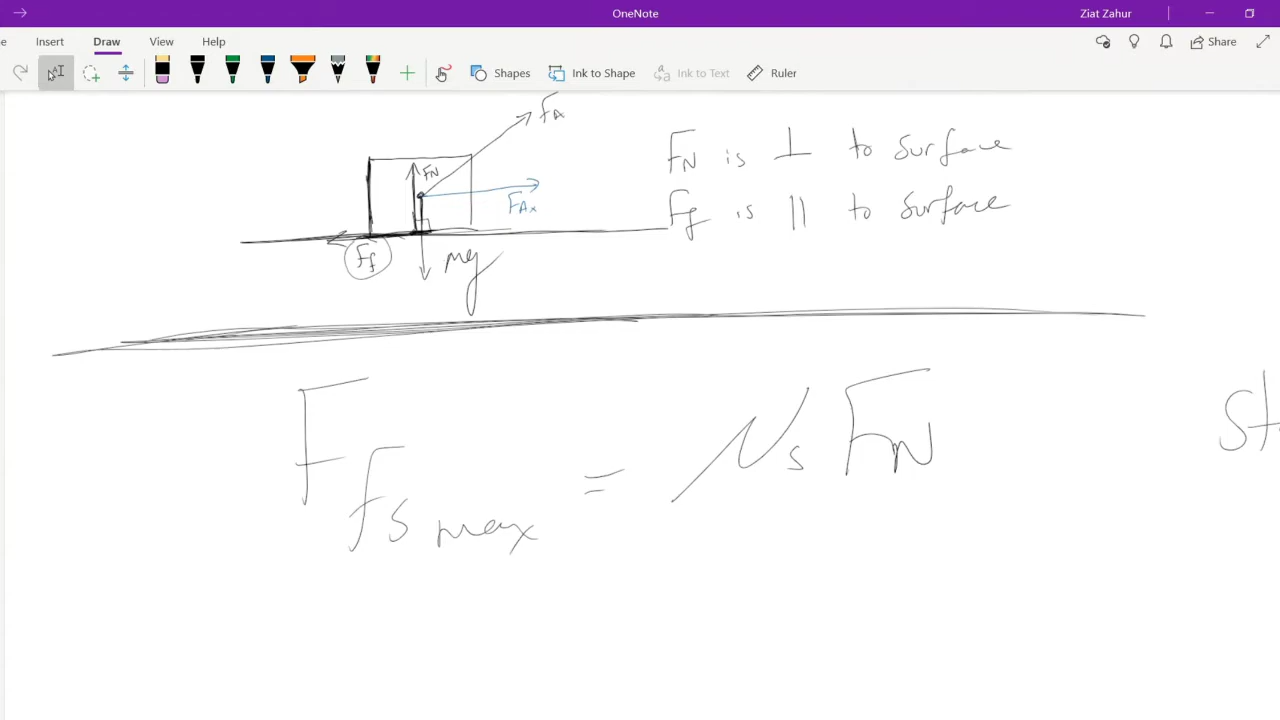 OneNote
Ziat Zahur
Insert Draw View Help
Share
Shapes Ink to Shape Ink to Text Ruler
FA
FN
FAx
Ff
mg
FN is ⊥ to surface
Ff is || to surface
Ffs max = μs FN